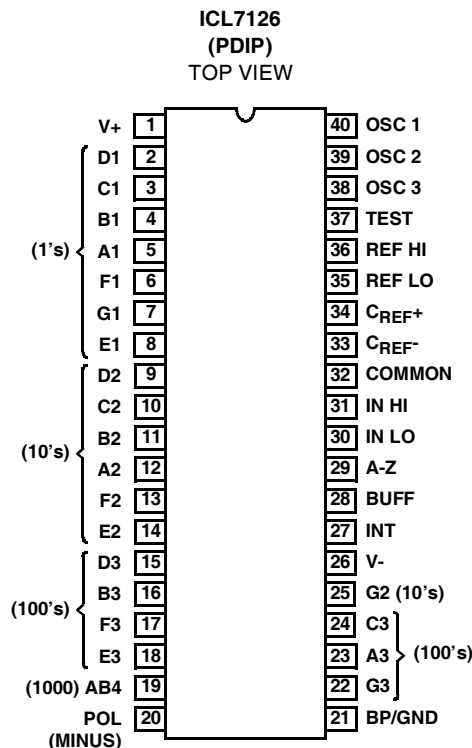 ICL7126
(PDIP)
TOP VIEW
V+ 1 40 OSC 1
D1 2 39 OSC 2
C1 3 38 OSC 3
B1 4 37 TEST
(1's) A1 5 36 REF HI
F1 6 35 REF LO
G1 7 34 CREF+
E1 8 33 CREF-
D2 9 32 COMMON
C2 10 31 IN HI
(10's) B2 11 30 IN LO
A2 12 29 A-Z
F2 13 28 BUFF
E2 14 27 INT
D3 15 26 V-
(100's) B3 16 25 G2 (10's)
F3 17 24 C3
E3 18 23 A3 (100's)
(1000) AB4 19 22 G3
POL 20 21 BP/GND
(MINUS)